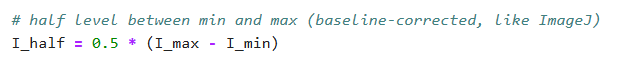 # half level between min and max (baseline-corrected, like ImageJ)
I_half = 0.5 * (I_max - I_min)